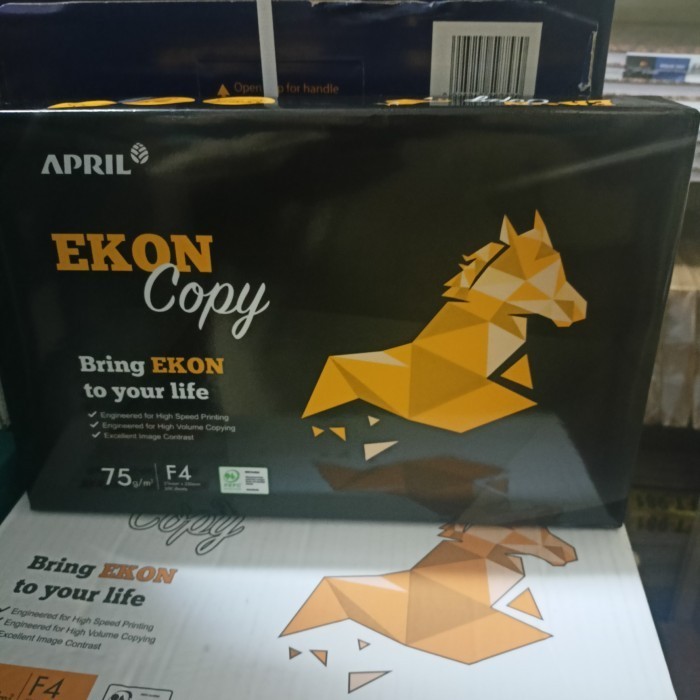 Open
p for handle
APRIL
EKON
Copy
Bring EKON
to your life
Engineered for High Speed Printing
Engineered for High Volume Copying
Excellent Image Contrast
75g/m² F4
Copy
Bring EKON
to your life
Engineered for High Speed Printing
Engineered for High Volume Copying
Excellent Image Contrast
F4